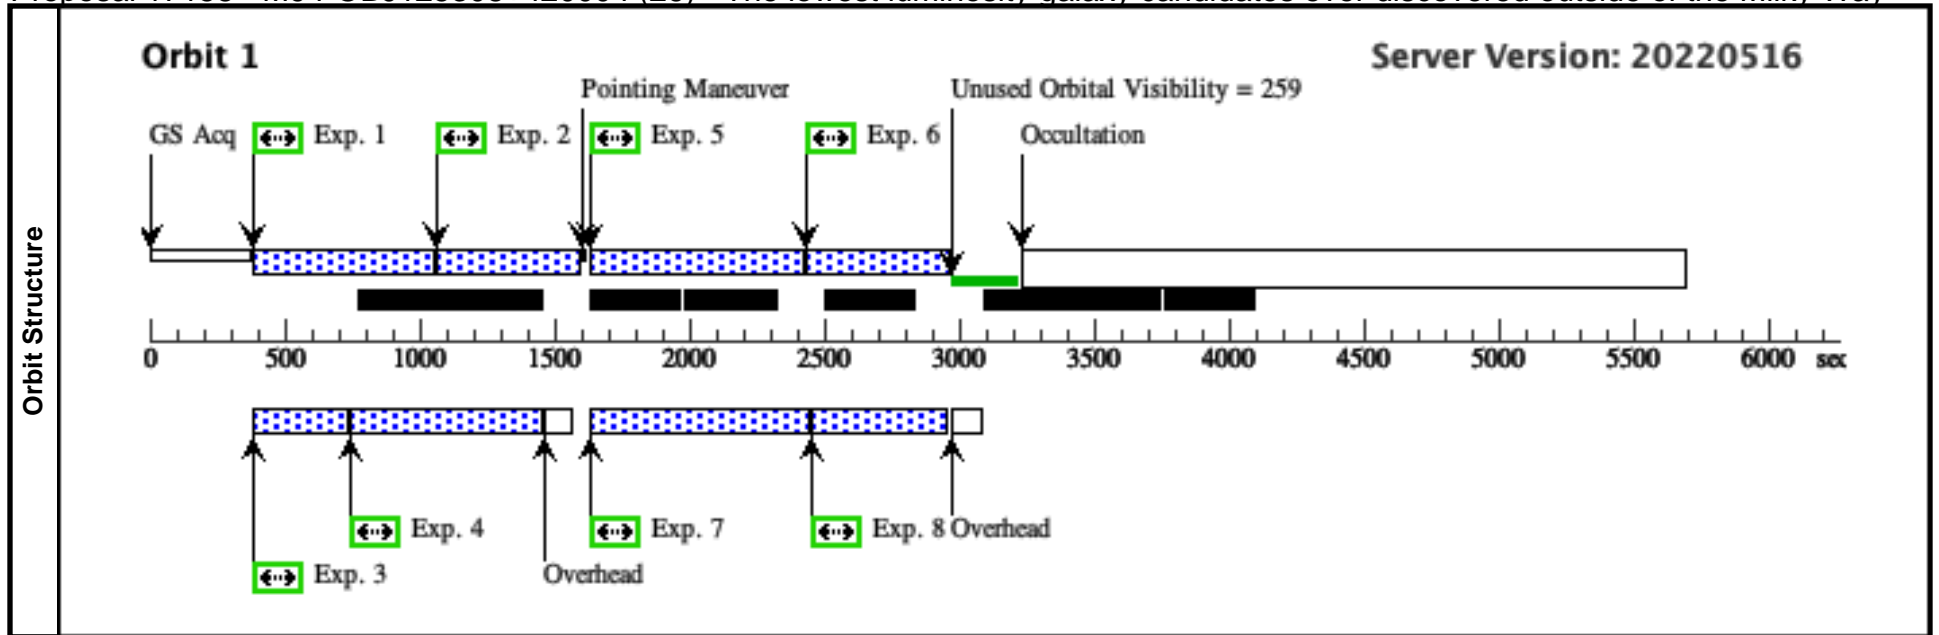 Orbit 1
Server Version: 20220516
Pointing Maneuver
Unused Orbital Visibility = 259
GS Acq
Exp. 1
Exp. 2
Exp. 5
Exp. 6
Occultation
Orbit Structure
0 500 1000 1500 2000 2500 3000 3500 4000 4500 5000 5500 6000 sec
Exp. 4
Exp. 7
Exp. 8
Overhead
Exp. 3
Overhead